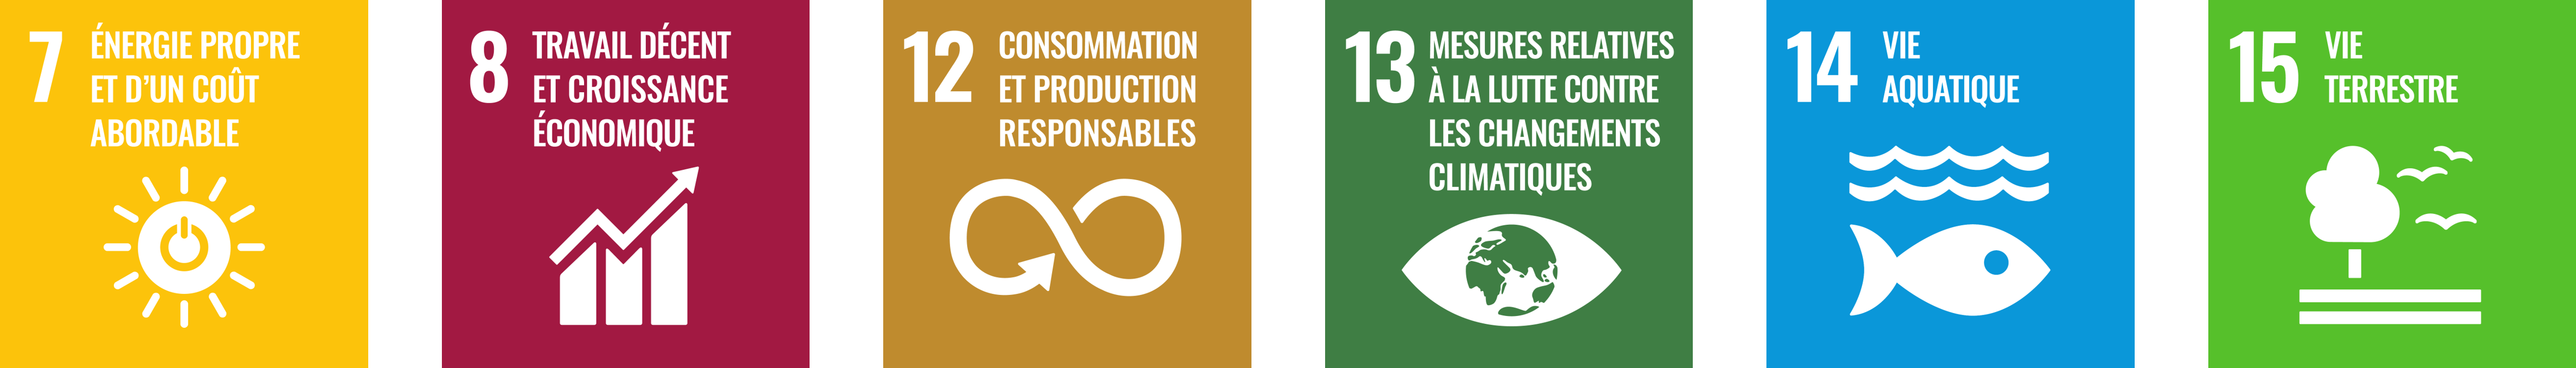 7
ÉNERGIE PROPRE
ET D'UN COÛT
ABORDABLE
8
TRAVAIL DÉCENT
ET CROISSANCE
ÉCONOMIQUE
12
CONSOMMATION
ET PRODUCTION
RESPONSABLES
13
MESURES RELATIVES
À LA LUTTE CONTRE
LES CHANGEMENTS
CLIMATIQUES
14
VIE
AQUATIQUE
15
VIE
TERRESTRE